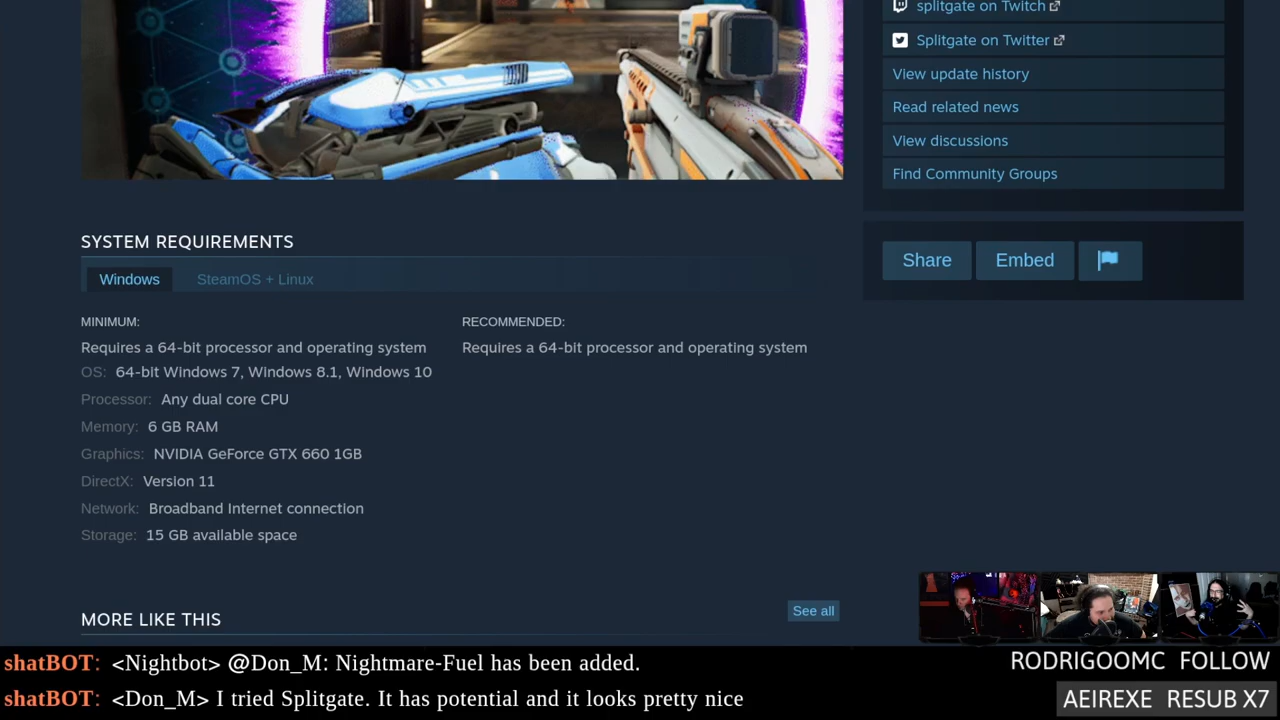 splitgate on Twitch
Splitgate on Twitter
View update history
Read related news
View discussions
Find Community Groups
Share Embed
SYSTEM REQUIREMENTS
Windows SteamOS + Linux
MINIMUM:
Requires a 64-bit processor and operating system
OS: 64-bit Windows 7, Windows 8.1, Windows 10
Processor: Any dual core CPU
Memory: 6 GB RAM
Graphics: NVIDIA GeForce GTX 660 1GB
DirectX: Version 11
Network: Broadband Internet connection
Storage: 15 GB available space
RECOMMENDED:
Requires a 64-bit processor and operating system
MORE LIKE THIS
See all
shatBOT: <Nightbot> @Don_M: Nightmare-Fuel has been added.
shatBOT: <Don_M> I tried Splitgate. It has potential and it looks pretty nice
RODRIGOOMC FOLLOW
AEIREXE RESUB X7